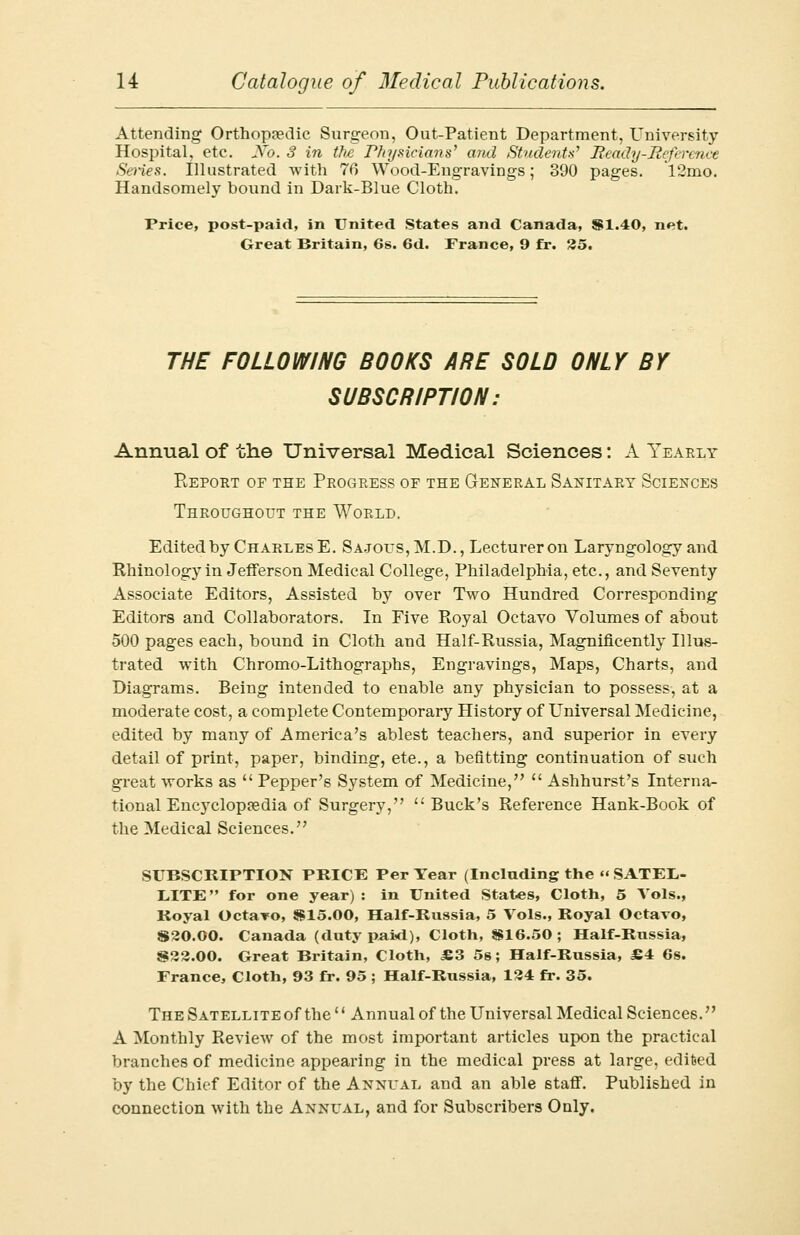 14 Catalogue of Medical Publications.
Attending Orthopædic Surgeon, Out-Patient Department, University
Hospital, etc. No. 3 in the Physicians' and Students' Ready-Reference
Series. Illustrated with 76 Wood-Engravings; 390 pages. 12mo.
Handsomely bound in Dark-Blue Cloth.
Price, post-paid, in United States and Canada, $1.40, net.
Great Britain, 6s. 6d. France, 9 fr. 25.
THE FOLLOWING BOOKS ARE SOLD ONLY BY
SUBSCRIPTION:
Annual of the Universal Medical Sciences: A Yearly
Report of the Progress of the General Sanitary Sciences
Throughout the World.
Edited by Charles E. Sajous, M.D., Lecturer on Laryngology and
Rhinology in Jefferson Medical College, Philadelphia, etc., and Seventy
Associate Editors, Assisted by over Two Hundred Corresponding
Editors and Collaborators. In Five Royal Octavo Volumes of about
500 pages each, bound in Cloth and Half-Russia, Magnificently Illus-
trated with Chromo-Lithographs, Engravings, Maps, Charts, and
Diagrams. Being intended to enable any physician to possess, at a
moderate cost, a complete Contemporary History of Universal Medicine,
edited by many of America's ablest teachers, and superior in every
detail of print, paper, binding, ete., a befitting continuation of such
great works as "Pepper's System of Medicine," "Ashhurst's Interna-
tional Encyclopædia of Surgery," "Buck's Reference Hank-Book of
the Medical Sciences."
SUBSCRIPTION PRICE Per Year (Including the "SATEL-
LITE" for one year): in United States, Cloth, 5 Vols.,
Royal Octavo, $15.00, Half-Russia, 5 Vols., Royal Octavo,
$20.00. Canada (duty paid), Cloth, $16.50; Half-Russia,
$22.00. Great Britain, Cloth, £3 5s; Half-Russia, £4 6s.
France, Cloth, 93 fr. 95; Half-Russia, 124 fr. 35.
The Satellite of the "Annual of the Universal Medical Sciences."
A Monthly Review of the most important articles upon the practical
branches of medicine appearing in the medical press at large, edited
by the Chief Editor of the Annual and an able staff. Published in
connection with the Annual, and for Subscribers Only.